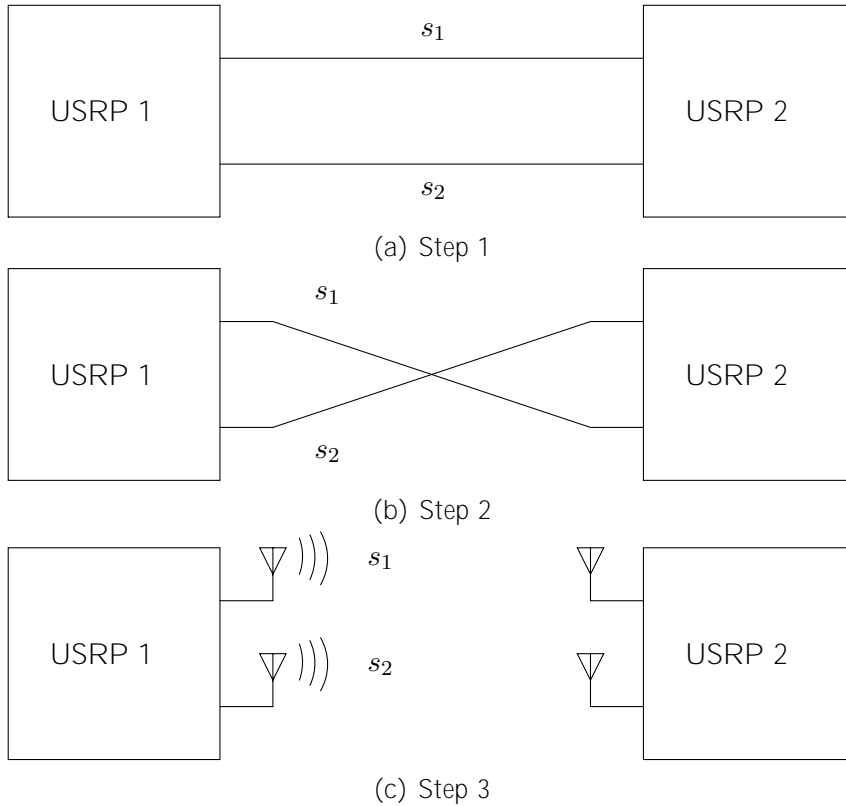 s₁
USRP 1 USRP 2
s₂
(a) Step 1
s₁
USRP 1 USRP 2
s₂
(b) Step 2
s₁
USRP 1 s₂ USRP 2
(c) Step 3